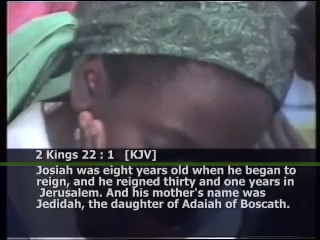 2 Kings 22 : 1 [KJV]
Josiah was eight years old when he began to
reign, and he reigned thirty and one years in
Jerusalem. And his mother's name was
Jedidah, the daughter of Adaiah of Boscath.